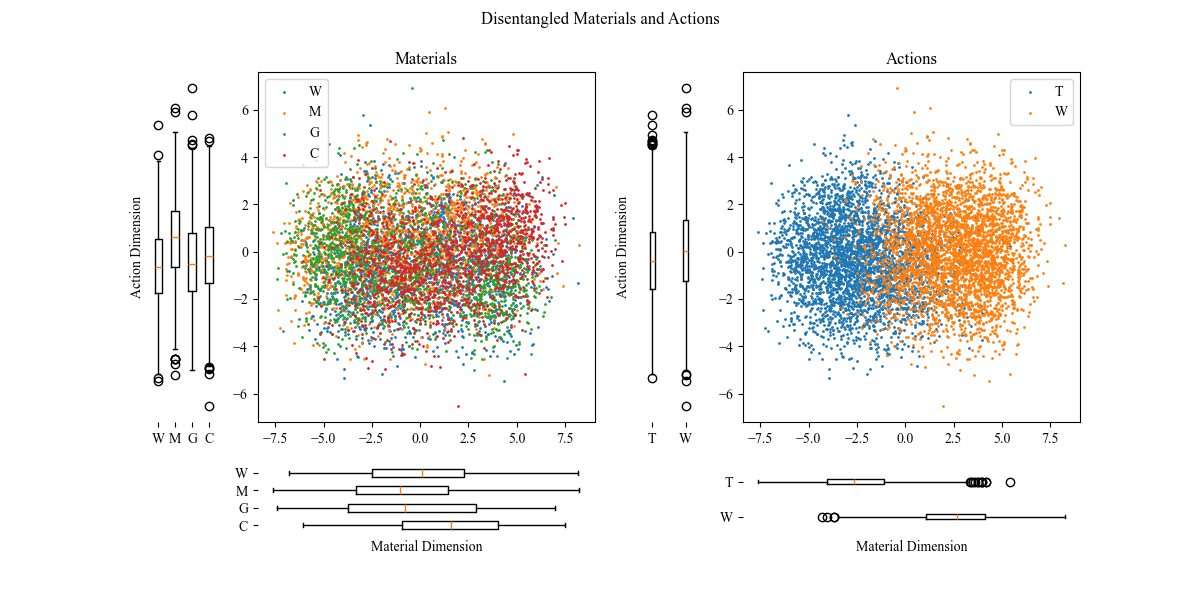 Disentangled Materials and Actions
Materials
Actions
W
M
G
C
T
W
6
4
2
0
−2
−4
−6
6
4
2
0
−2
−4
−6
Action Dimension
Action Dimension
W M G C
−7.5 −5.0 −2.5 0.0 2.5 5.0 7.5
T W
−7.5 −5.0 −2.5 0.0 2.5 5.0 7.5
W
M
G
C
Material Dimension
T
W
Material Dimension